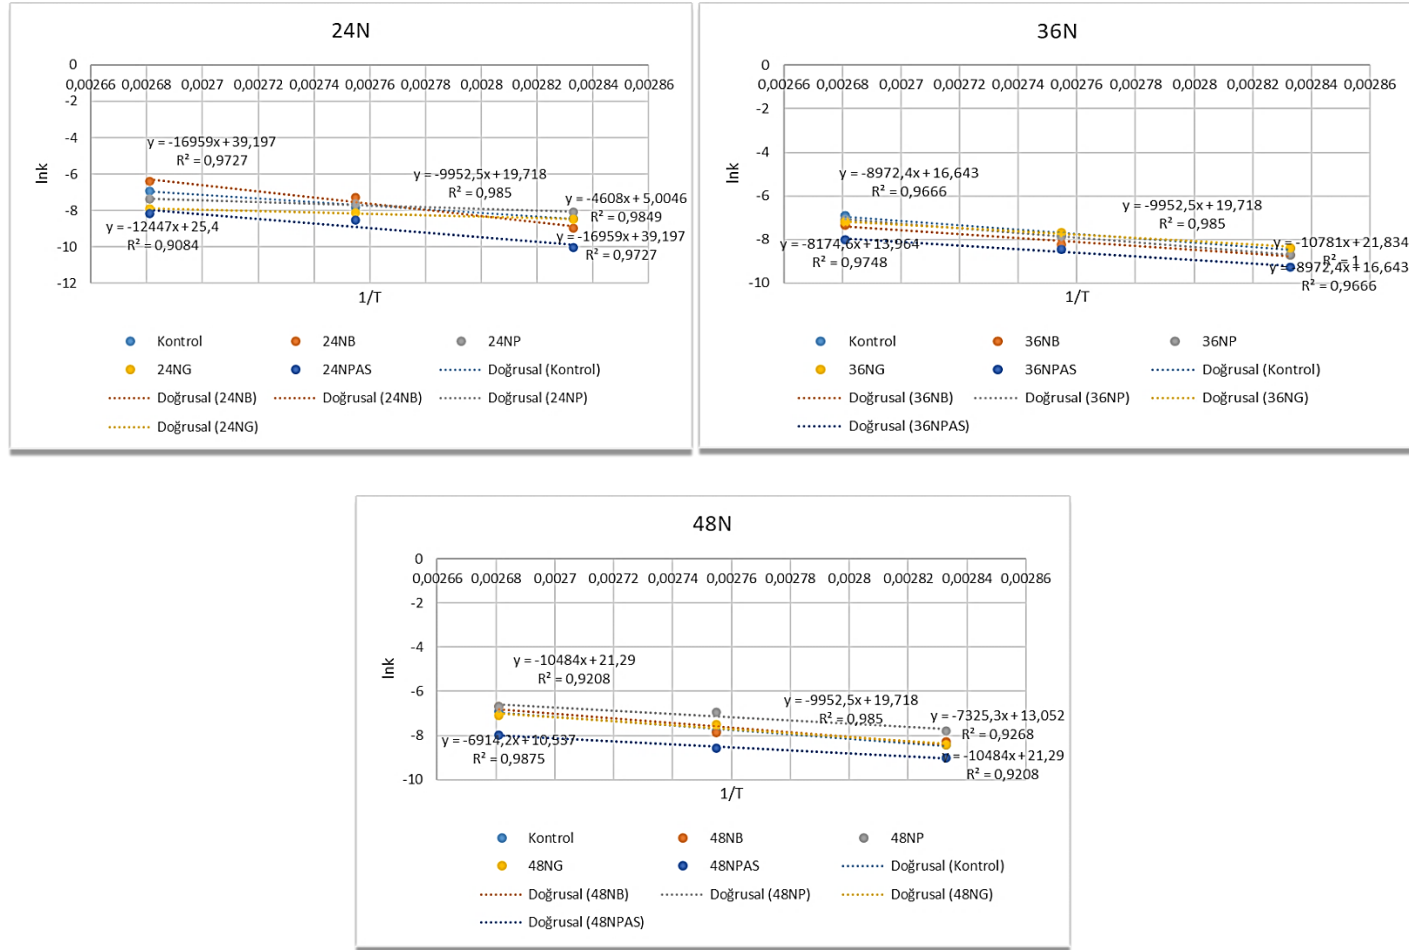 24N
0
0,00266 0,00268 0,0027 0,00272 0,00274 0,00276 0,00278 0,0028 0,00282 0,00284 0,00286
-2
-4
-6
-8
-10
-12
lnk
y = -16959x + 39,197
R² = 0,9727
y = -9952,5x + 19,718
R² = 0,985
y = -4608x + 5,0046
R² = 0,9849
y = -12447x + 25,4
R² = 0,9084
y = -16959x + 39,197
R² = 0,9727
1/T
Kontrol 24NB 24NP
24NG 24NPAS Doğrusal (Kontrol)
Doğrusal (24NB) Doğrusal (24NB) Doğrusal (24NP)
Doğrusal (24NG)
36N
0
0,00266 0,00268 0,0027 0,00272 0,00274 0,00276 0,00278 0,0028 0,00282 0,00284 0,00286
-2
-4
-6
-8
-10
lnk
y = -8972,4x + 16,643
R² = 0,9666
y = -9952,5x + 19,718
R² = 0,985
y = -8174,6x + 13,964
R² = 0,9748
y = -10781x + 21,834
R² = 1
y = -8972,4x + 16,643
R² = 0,9666
1/T
Kontrol 36NB 36NP
36NG 36NPAS Doğrusal (Kontrol)
Doğrusal (36NB) Doğrusal (36NP) Doğrusal (36NG)
Doğrusal (36NPAS)
48N
0
0,00266 0,00268 0,0027 0,00272 0,00274 0,00276 0,00278 0,0028 0,00282 0,00284 0,00286
-2
-4
-6
-8
-10
lnk
y = -10484x + 21,29
R² = 0,9208
y = -9952,5x + 19,718
R² = 0,985
y = -7325,3x + 13,052
R² = 0,9268
y = -6914,2x + 10,537
R² = 0,9875
y = -10484x + 21,29
R² = 0,9208
1/T
Kontrol 48NB 48NP
48NG 48NPAS Doğrusal (Kontrol)
Doğrusal (48NB) Doğrusal (48NP) Doğrusal (48NG)
Doğrusal (48NPAS)